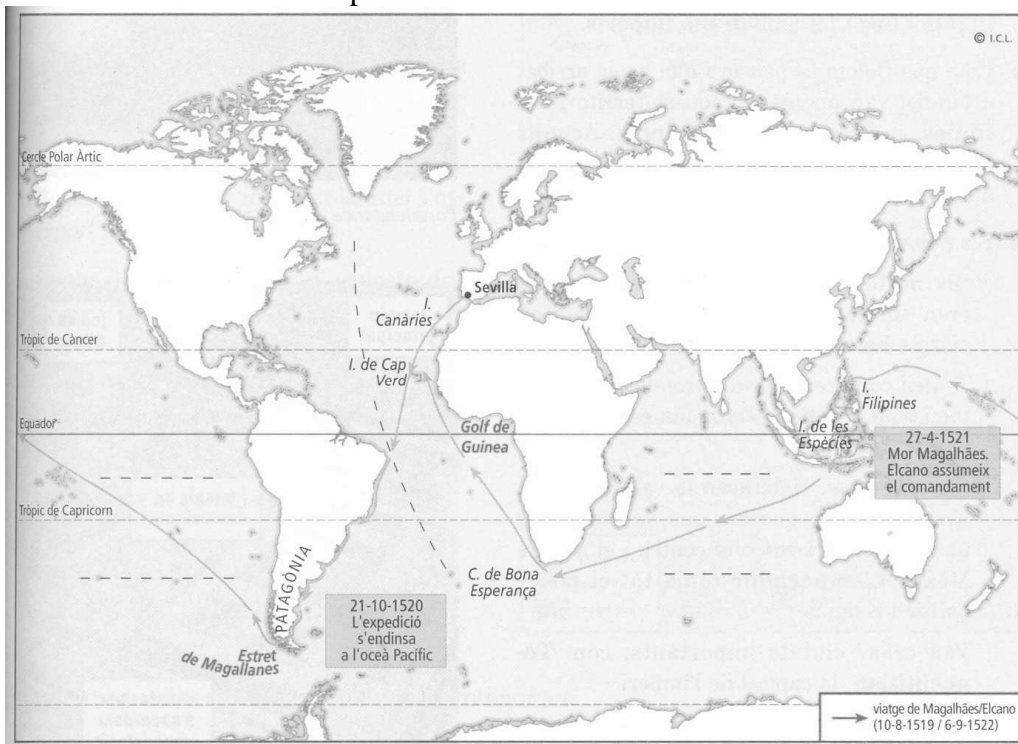 © I.C.L.
Cercle Polar Àrtic
Sevilla
I.
Canàries
Tròpic de Càncer
I. de Cap
Verd
I.
Filipines
Equador
Golf de
Guinea
I. de les
Espècies
27-4-1521
Mor Magalhães.
Elcano assumeix
el comandament
Tròpic de Capricorn
PATAGÒNIA
C. de Bona
Esperança
21-10-1520
L'expedició
s'endinsa
a l'oceà Pacífic
Estret
de Magallanes
viatge de Magalhães/Elcano
(10-8-1519 / 6-9-1522)